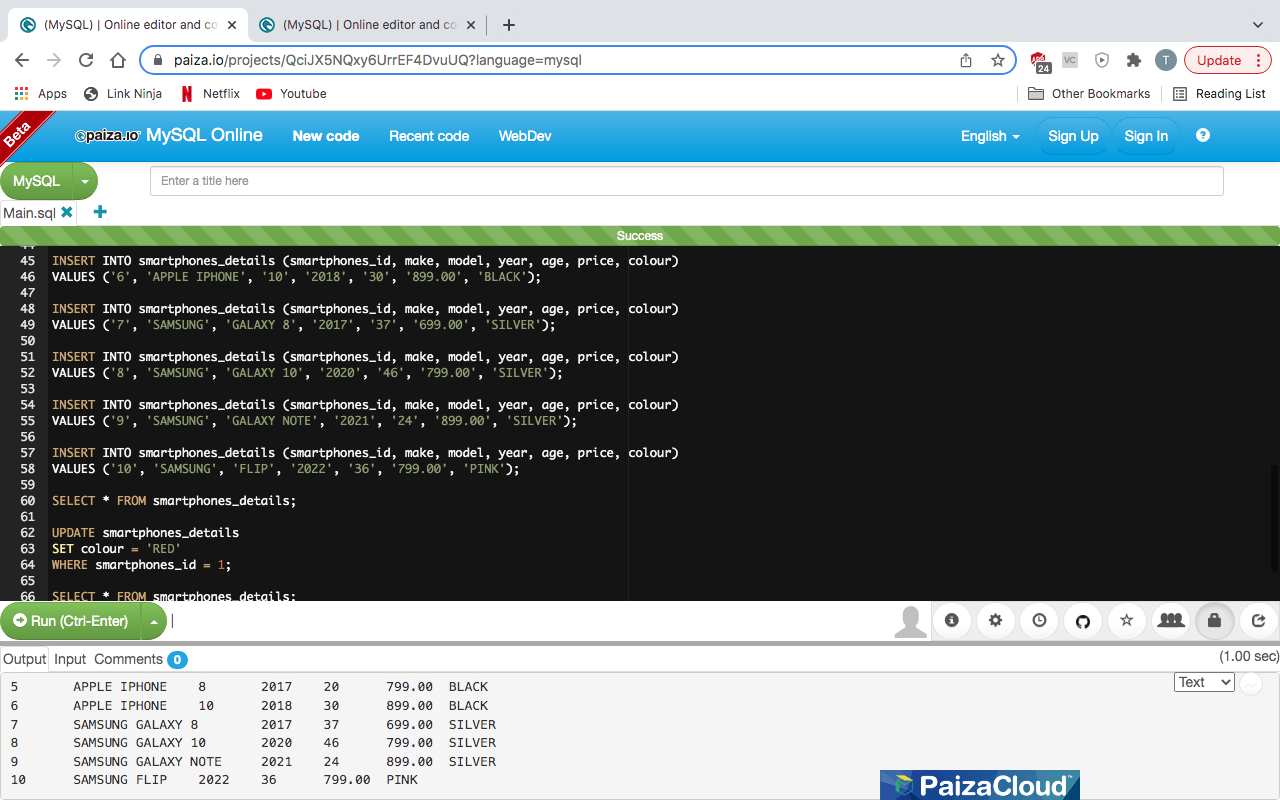 (MySQL) | Online editor and co
(MySQL) | Online editor and co
paiza.io/projects/QciJX5NQxy6UrrEF4DvuUQ?language=mysql
24
VC
T
Update
Apps
Link Ninja
Netflix
Youtube
Other Bookmarks
Reading List
Beta
paiza.io MySQL Online
New code
Recent code
WebDev
English
Sign Up
Sign In
MySQL
Enter a title here
Main.sql
Success
44
45 INSERT INTO smartphones_details (smartphones_id, make, model, year, age, price, colour)
46 VALUES ('6', 'APPLE IPHONE', '10', '2018', '30', '899.00', 'BLACK');
47
48 INSERT INTO smartphones_details (smartphones_id, make, model, year, age, price, colour)
49 VALUES ('7', 'SAMSUNG', 'GALAXY 8', '2017', '37', '699.00', 'SILVER');
50
51 INSERT INTO smartphones_details (smartphones_id, make, model, year, age, price, colour)
52 VALUES ('8', 'SAMSUNG', 'GALAXY 10', '2020', '46', '799.00', 'SILVER');
53
54 INSERT INTO smartphones_details (smartphones_id, make, model, year, age, price, colour)
55 VALUES ('9', 'SAMSUNG', 'GALAXY NOTE', '2021', '24', '899.00', 'SILVER');
56
57 INSERT INTO smartphones_details (smartphones_id, make, model, year, age, price, colour)
58 VALUES ('10', 'SAMSUNG', 'FLIP', '2022', '36', '799.00', 'PINK');
59
60 SELECT * FROM smartphones_details;
61
62 UPDATE smartphones_details
63 SET colour = 'RED'
64 WHERE smartphones_id = 1;
65
66 SELECT * FROM smartphones_details;
Run (Ctrl-Enter)
Output Input Comments 0
(1.00 sec)
Text
5 APPLE IPHONE 8 2017 20 799.00 BLACK
6 APPLE IPHONE 10 2018 30 899.00 BLACK
7 SAMSUNG GALAXY 8 2017 37 699.00 SILVER
8 SAMSUNG GALAXY 10 2020 46 799.00 SILVER
9 SAMSUNG GALAXY NOTE 2021 24 899.00 SILVER
10 SAMSUNG FLIP 2022 36 799.00 PINK
PaizaCloud